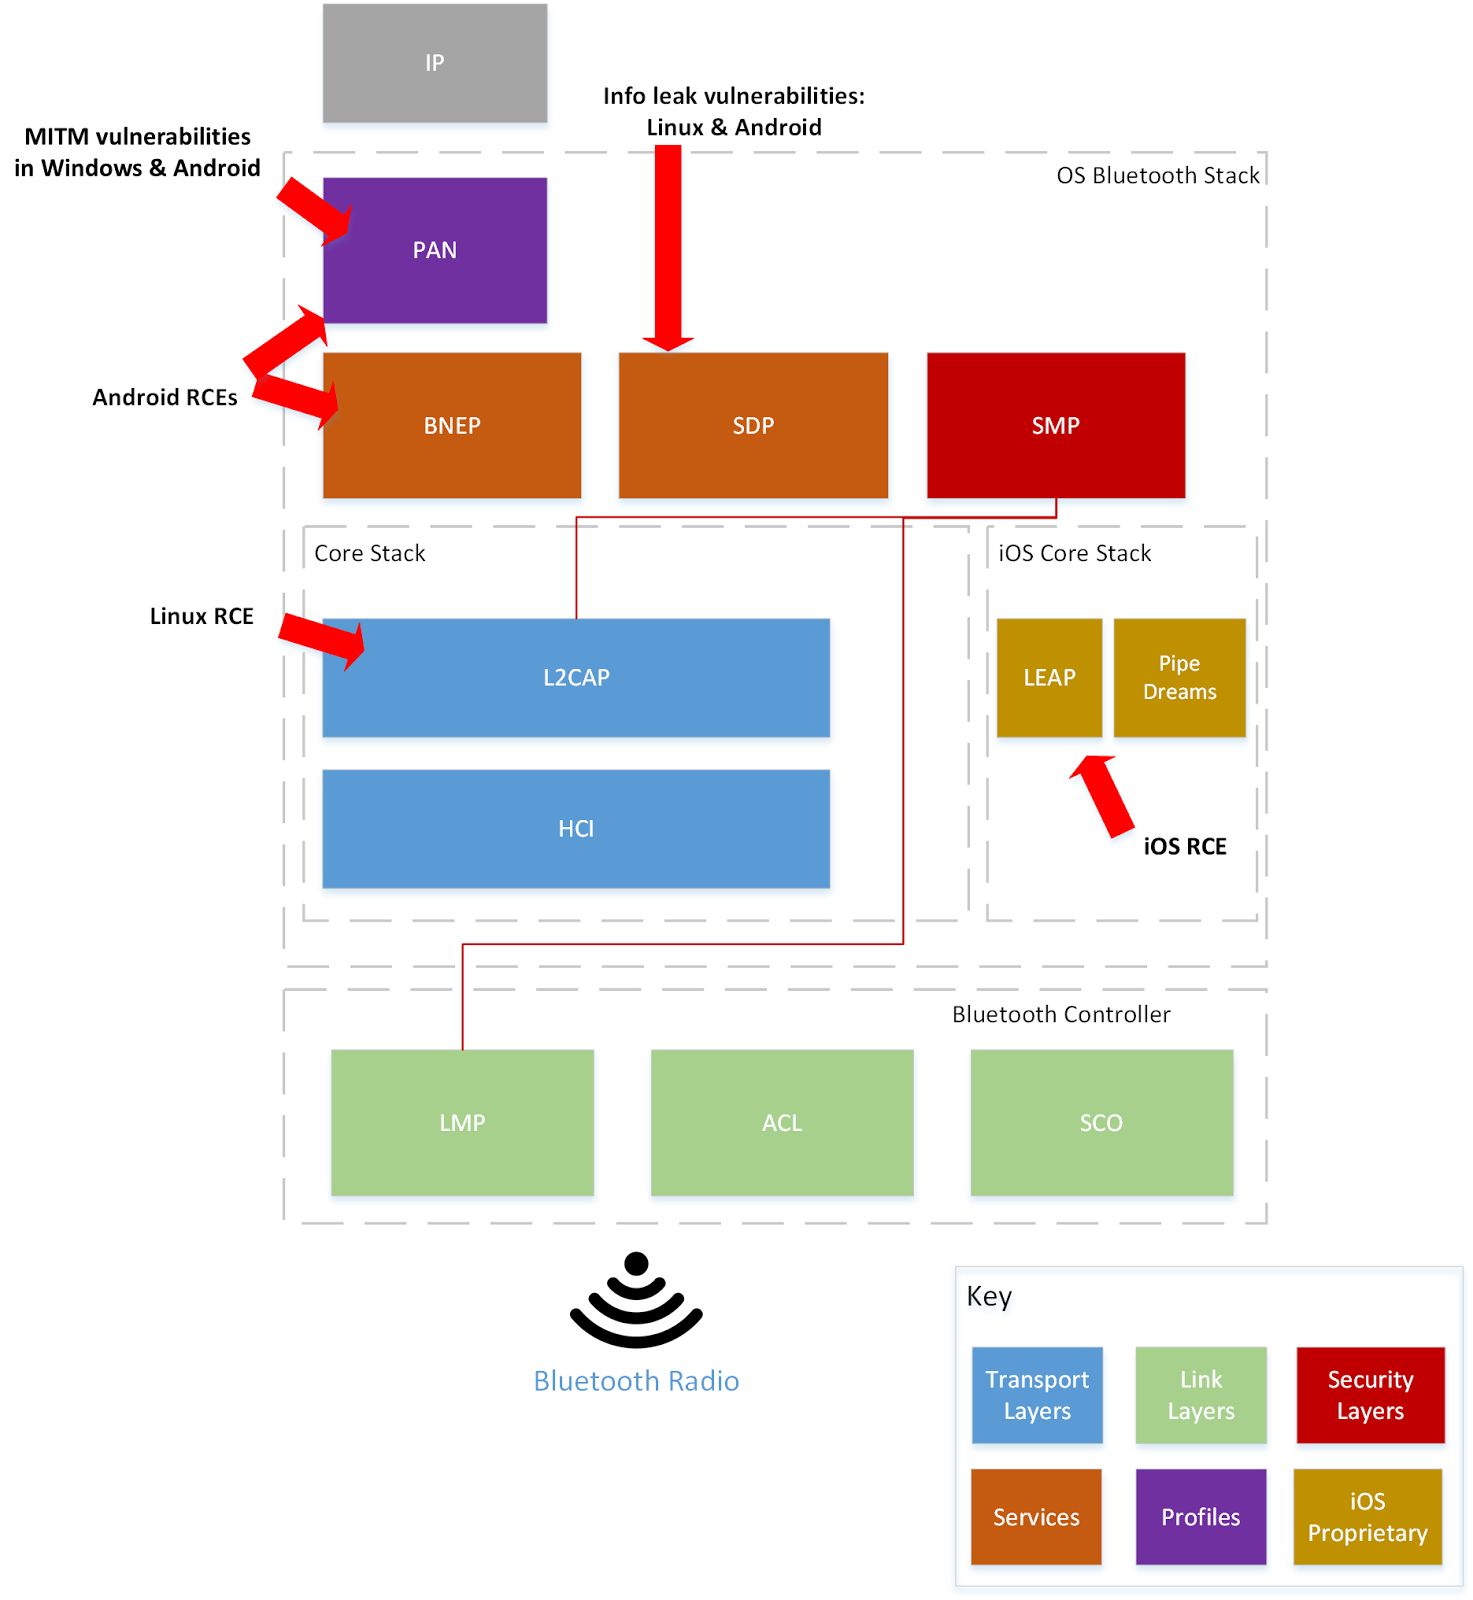 IP
Info leak vulnerabilities:
Linux & Android
MITM vulnerabilities
in Windows & Android
OS Bluetooth Stack
PAN
Android RCEs
BNEP
SDP
SMP
Core Stack
iOS Core Stack
Linux RCE
L2CAP
LEAP
Pipe
Dreams
HCI
iOS RCE
Bluetooth Controller
LMP
ACL
SCO
Bluetooth Radio
Key
Transport
Layers
Link
Layers
Security
Layers
Services
Profiles
iOS
Proprietary